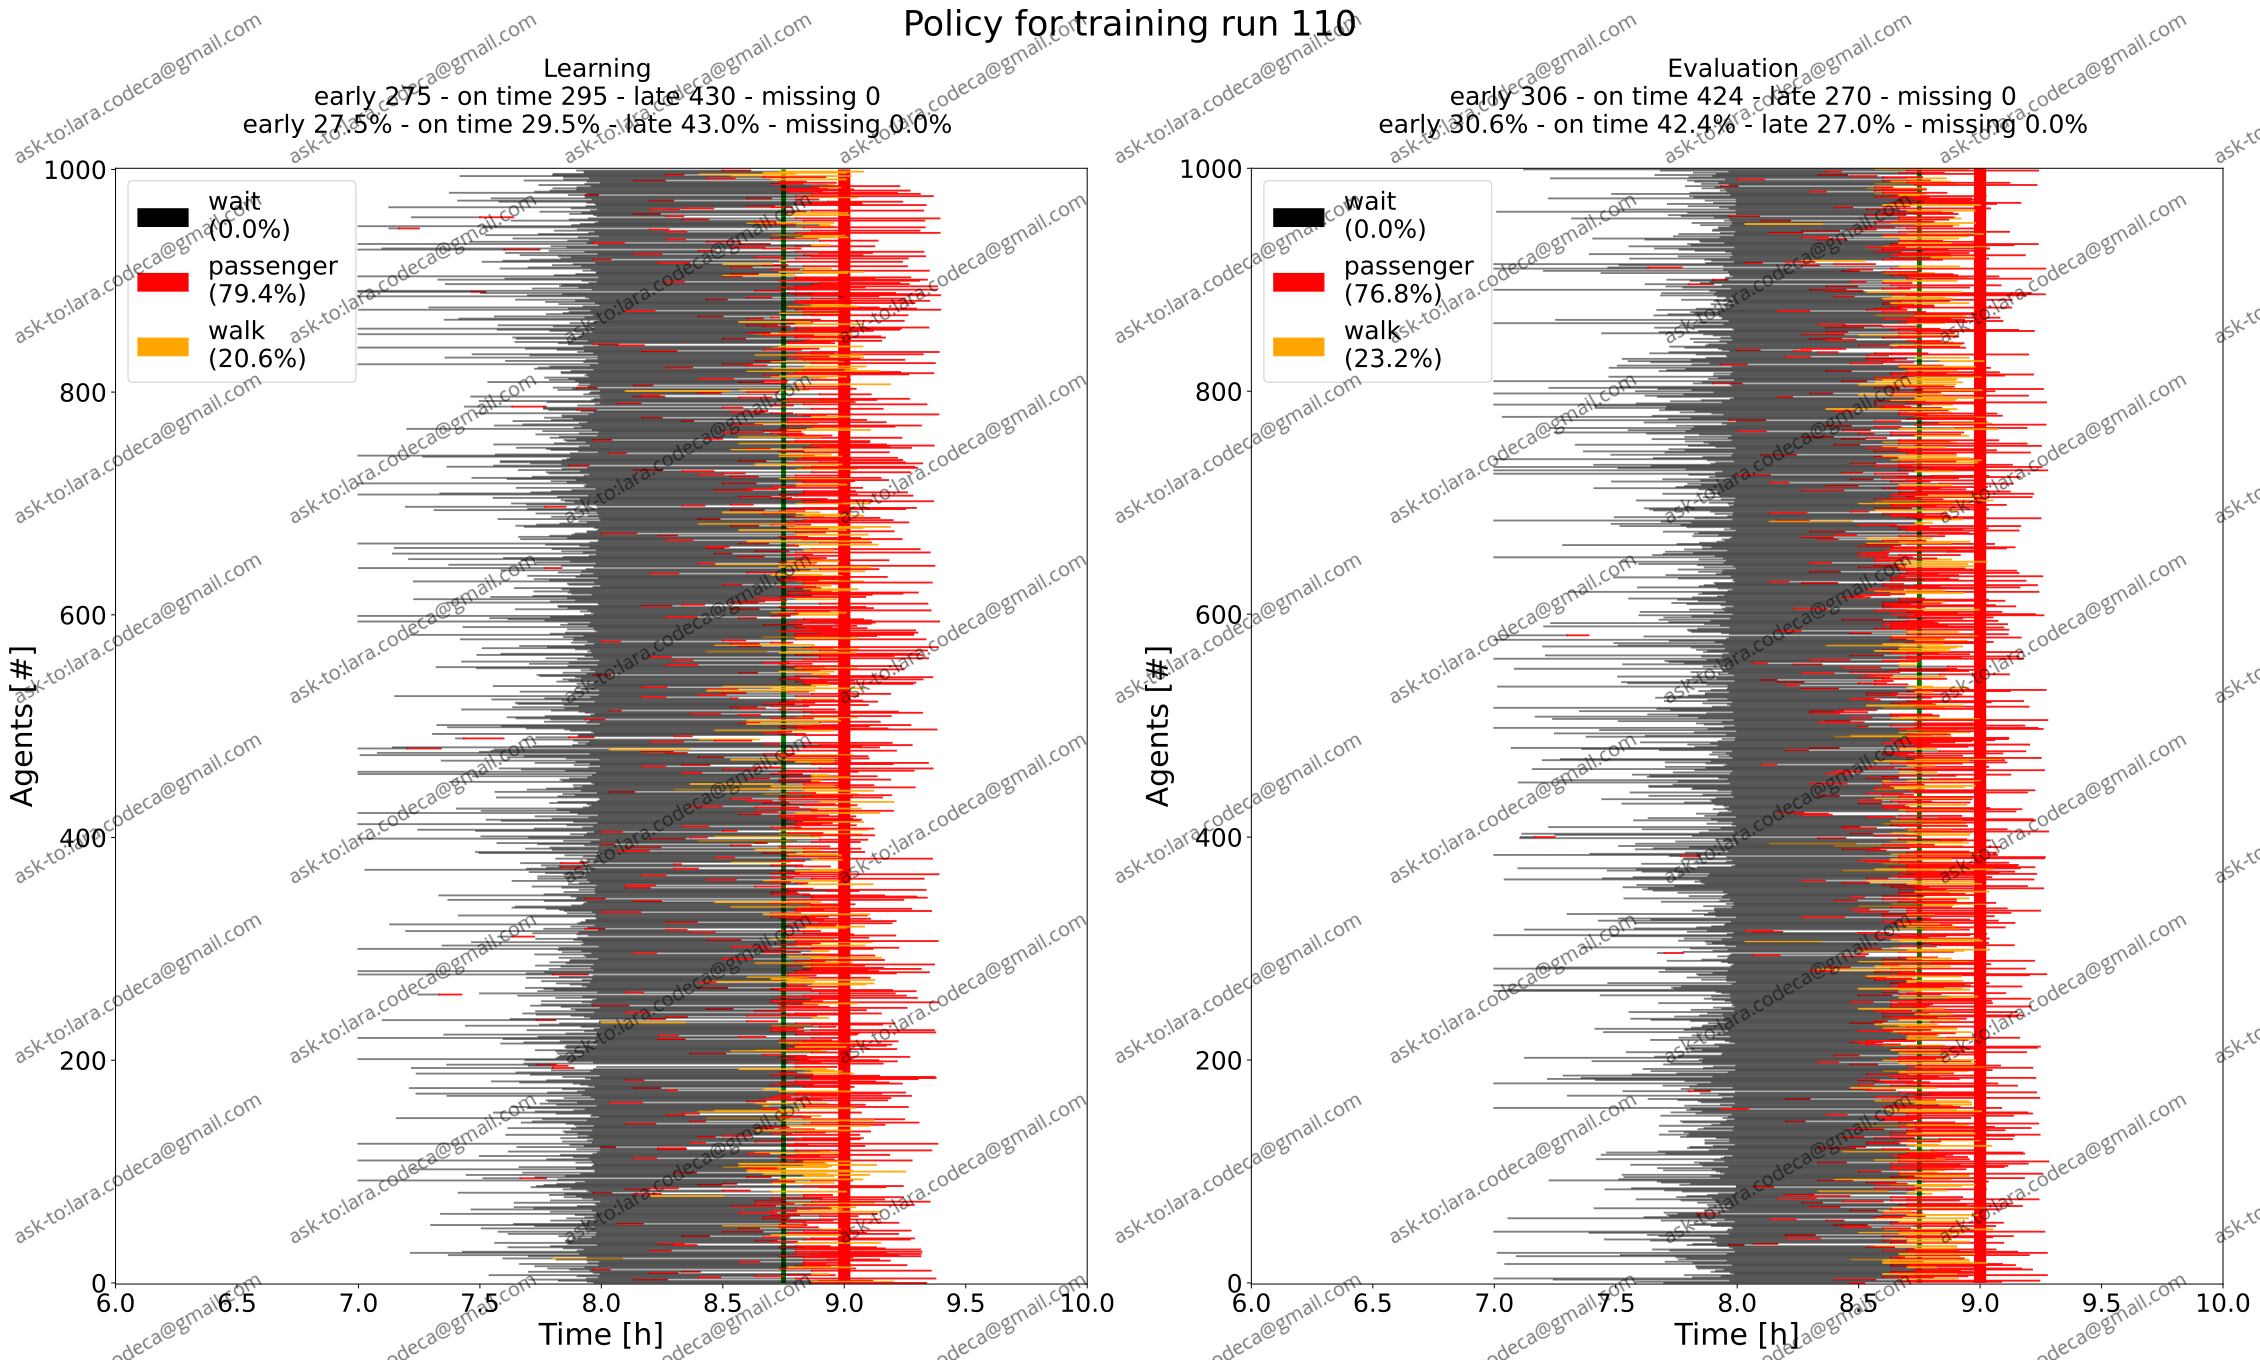 Policy for training run 110
Learning
early 275 - on time 295 - late 430 - missing 0
early 27.5% - on time 29.5% - late 43.0% - missing 0.0%
1000
800
600
400
200
0
Agents [#]
wait
(0.0%)
passenger
(79.4%)
walk
(20.6%)
6.0 6.5 7.0 7.5 8.0 8.5 9.0 9.5 10.0
Time [h]
Evaluation
early 306 - on time 424 - late 270 - missing 0
early 30.6% - on time 42.4% - late 27.0% - missing 0.0%
1000
800
600
400
200
0
Agents [#]
wait
(0.0%)
passenger
(76.8%)
walk
(23.2%)
6.0 6.5 7.0 7.5 8.0 8.5 9.0 9.5 10.0
Time [h]
ask-to:lara.codeca@gmail.com